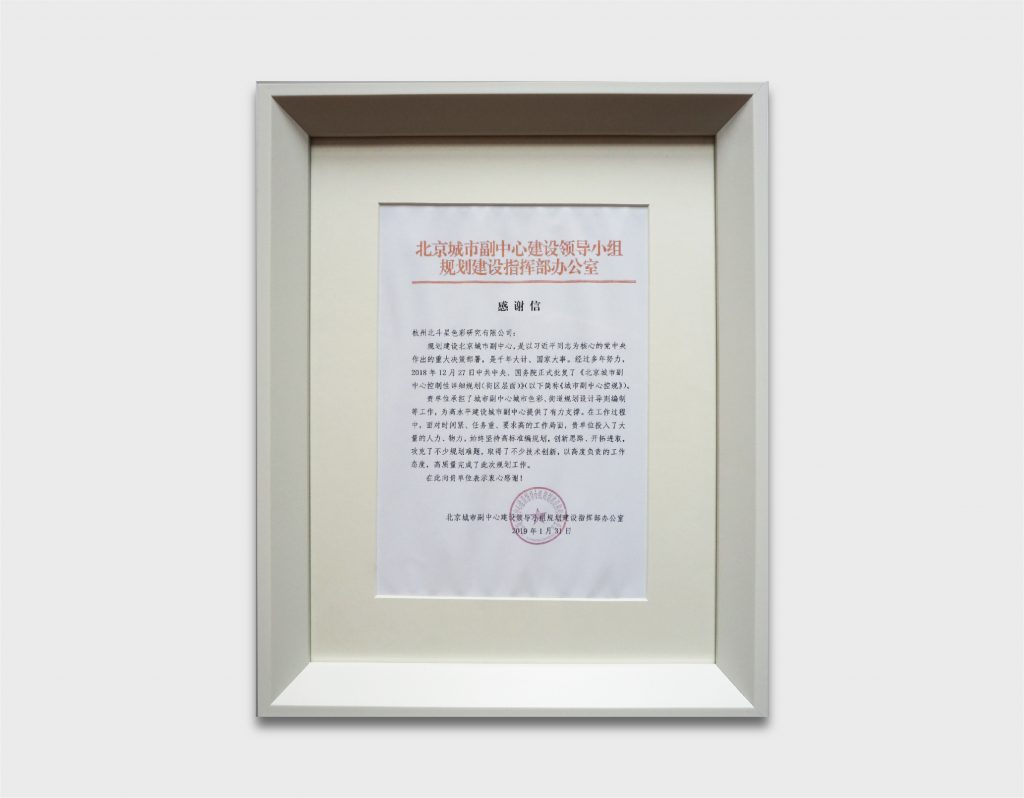 北京城市副中心建设领导小组
规划建设指挥部办公室
感谢信
杭州北斗星色彩研究有限公司：
规划建设北京城市副中心，是以习近平同志为核心的党中央
作出的重大决策部署。是千年大计、国家大事。经过多年努力，
2018 年 12 月 27 日中共中央、国务院正式批复了《北京城市副
中心控制性详细规划（街区层面）》（以下简称《城市副中心控规》）。
贵单位承担了城市副中心城市色彩、街道规划设计导则编制
等工作，为高水平建设城市副中心提供了有力支撑。在工作过程
中，面对时间紧、任务重、要求高的工作局面，贵单位投入了大
量的人力、物力，始终坚持高标准编规划，创新思路、开拓进取，
攻克了不少规划难题，取得了不少技术创新，以高度负责的工作
态度，高质量完成了此次规划工作。
在此向贵单位表示衷心感谢！
北京城市副中心建设领导小组规划建设指挥部办公室
2019 年 1 月 31 日